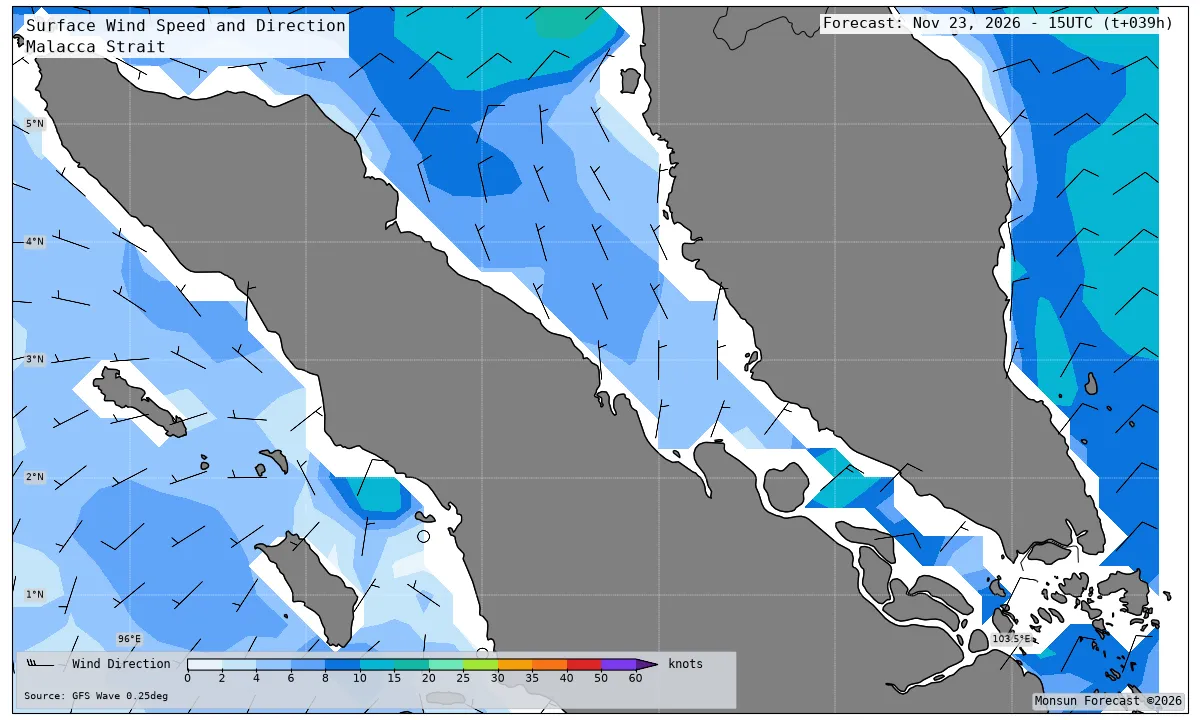 Surface Wind Speed and Direction
Malacca Strait
Forecast: Nov 23, 2026 - 15UTC (t+039h)
5°N
4°N
3°N
2°N
1°N
96°E
103.5°E
Wind Direction
knots
0 2 4 6 8 10 15 20 25 30 35 40 50 60
Source: GFS Wave 0.25deg
Monsun Forecast ©2026